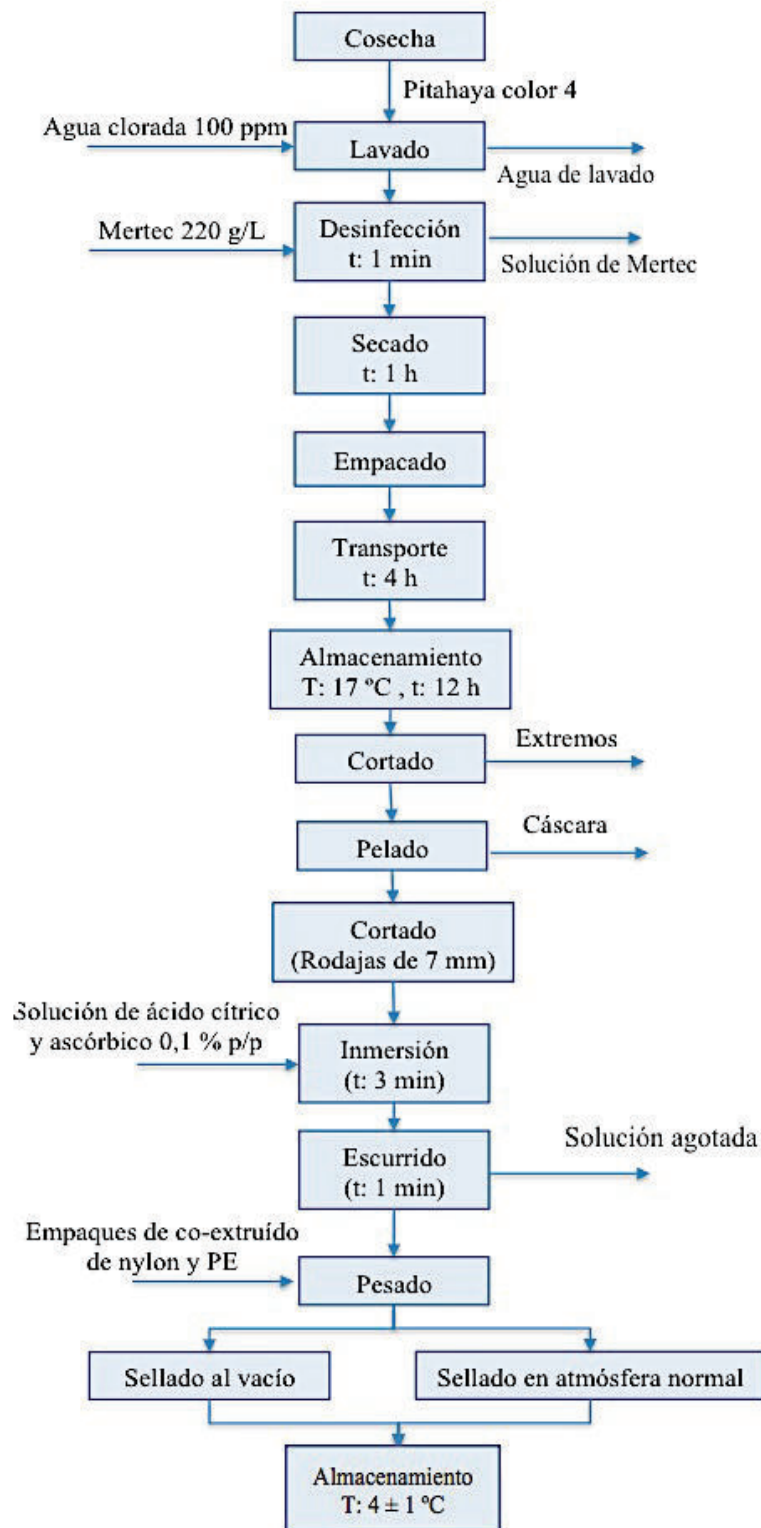 Cosecha
Pitahaya color 4
Agua clorada 100 ppm
Lavado
Agua de lavado
Mertec 220 g/L
Desinfección
t: 1 min
Solución de Mertec
Secado
t: 1 h
Empacado
Transporte
t: 4 h
Almacenamiento
T: 17 ºC , t: 12 h
Extremos
Cortado
Cáscara
Pelado
Cortado
(Rodajas de 7 mm)
Solución de ácido cítrico
y ascórbico 0,1 % p/p
Inmersión
(t: 3 min)
Escurrido
(t: 1 min)
Solución agotada
Empaques de co-extruído
de nylon y PE
Pesado
Sellado al vacío
Sellado en atmósfera normal
Almacenamiento
T: 4 ± 1 ºC